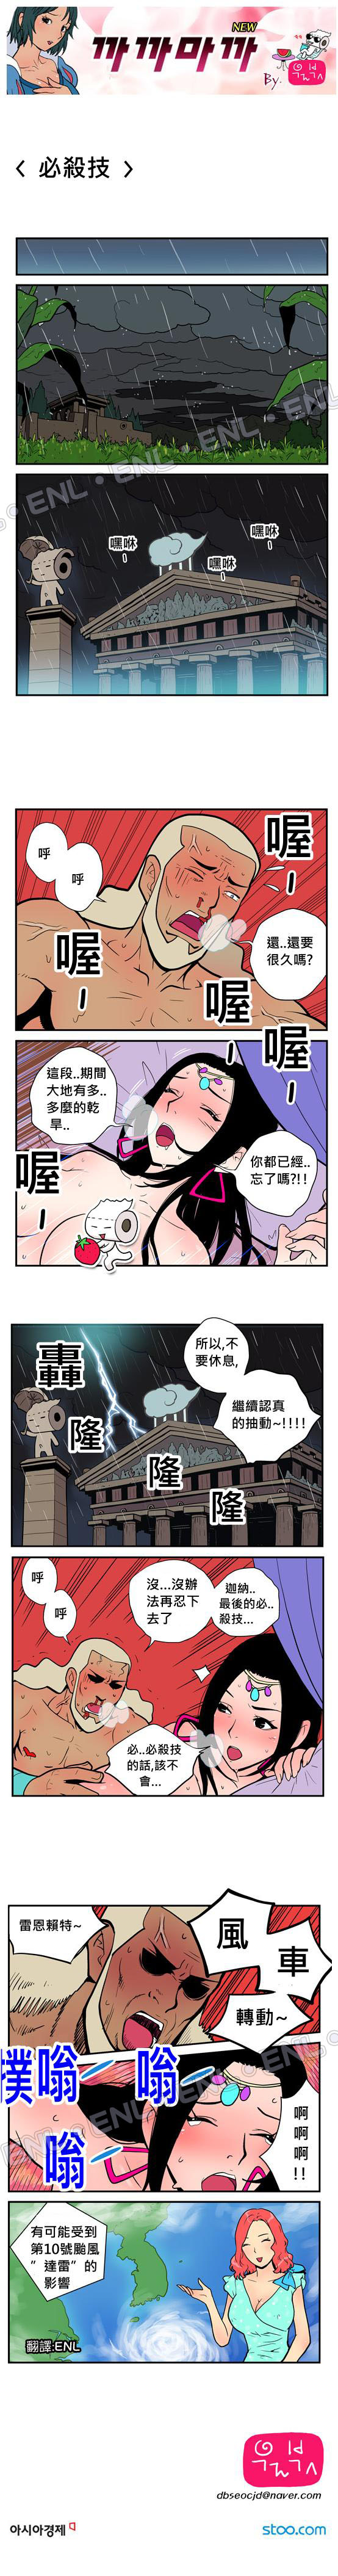 NEW
까까마까
By.
< 必殺技 >
嘿咻
嘿咻
嘿咻
呼
呼
喔
還..還要
很久嗎?
喔
喔
喔
這段..期間
大地有多..
多麼的乾
旱..
你都已經..
忘了嗎?!!
喔
所以,不
要休息,
繼續認真
的抽動~!!!!
轟
隆
隆
隆
呼
呼
沒...沒辦
法再忍下
去了
迦納..
最後的必..
殺技...
必..必殺技
的話,該不
會...
雷恩賴特~
風
車
轉動~
撲嗡
嗡
嗡
啊
啊
啊
!!
有可能受到
第10號颱風
"達雷"的
影響
翻譯:ENL
dbseocjd@naver.com
아시아경제
stoo.com